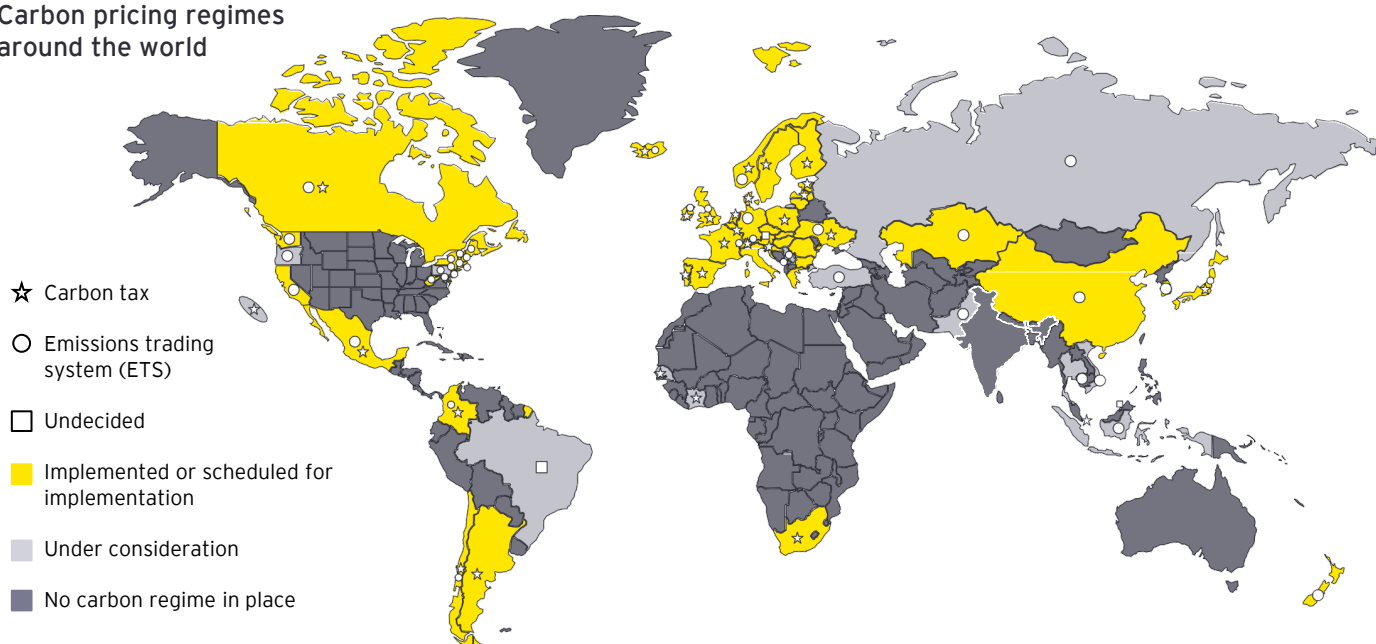 Carbon pricing regimes
around the world
Carbon tax
Emissions trading
system (ETS)
Undecided
Implemented or scheduled for
implementation
Under consideration
No carbon regime in place